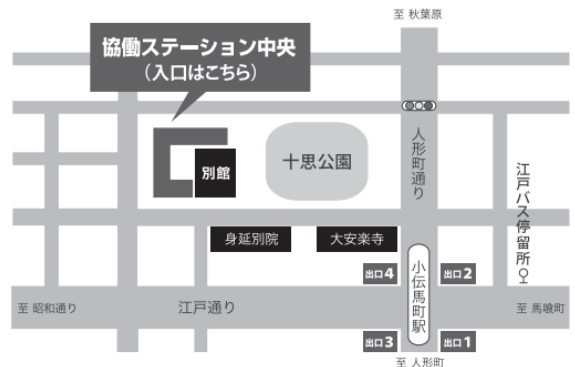 至 秋葉原
協働ステーション中央
（入口はこちら）
人形町通り
別館
十思公園
江戸バス停留所
身延別院
大安楽寺
小伝馬町駅
出口4
出口2
至 昭和通り
江戸通り
至 馬喰町
出口3
出口1
至 人形町